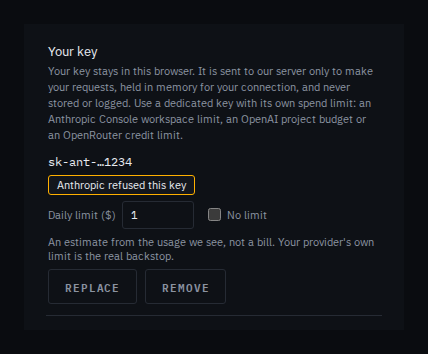 Your key
Your key stays in this browser. It is sent to our server only to make
your requests, held in memory for your connection, and never
stored or logged. Use a dedicated key with its own spend limit: an
Anthropic Console workspace limit, an OpenAI project budget or
an OpenRouter credit limit.
sk-ant-…1234
Anthropic refused this key
Daily limit ($) 1 No limit
An estimate from the usage we see, not a bill. Your provider's own
limit is the real backstop.
REPLACE REMOVE